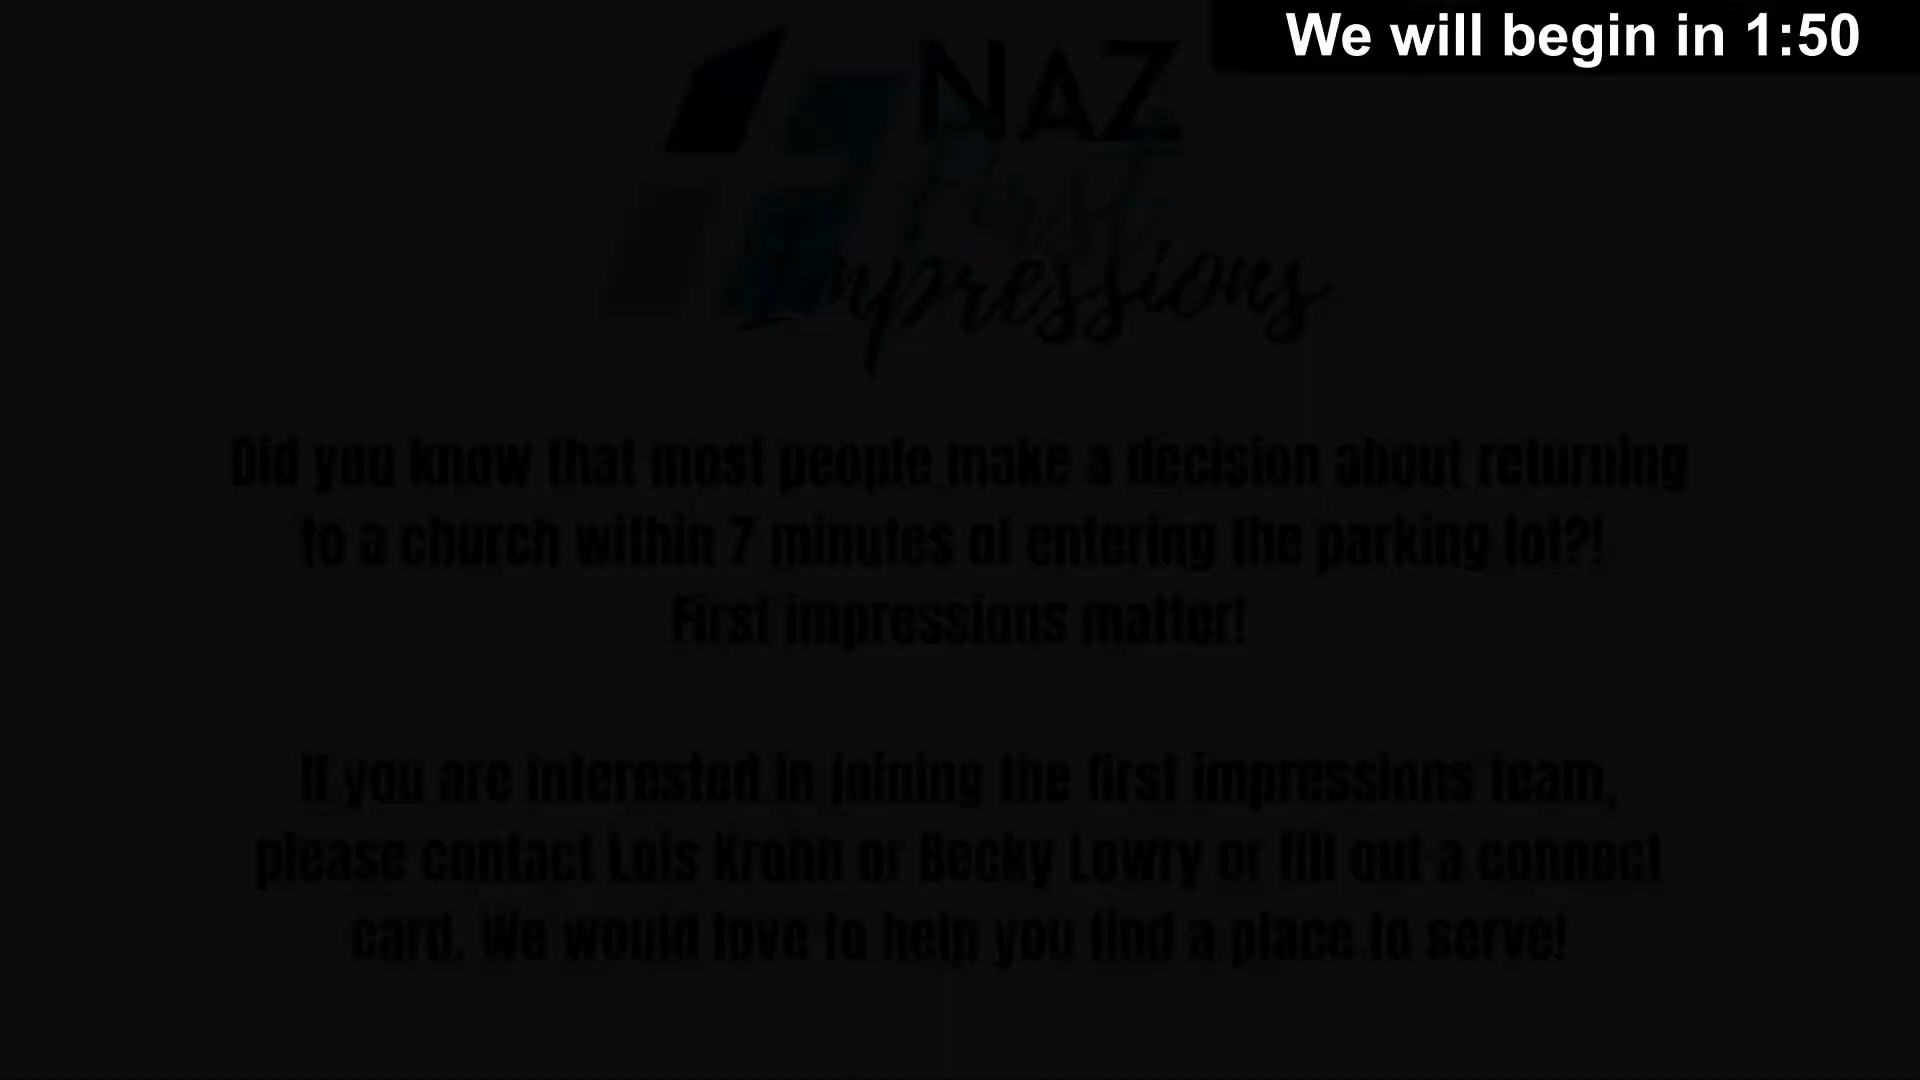 We will begin in 1:50
NAZ
First
Impressions
Did you know that most people make a decision about returning
to a church within 7 minutes of entering the parking lot?!
First impressions matter!
If you are interested in joining the first impressions team,
please contact Lois Krohn or Becky Lowry or fill out a connect
card. We would love to help you find a place to serve!